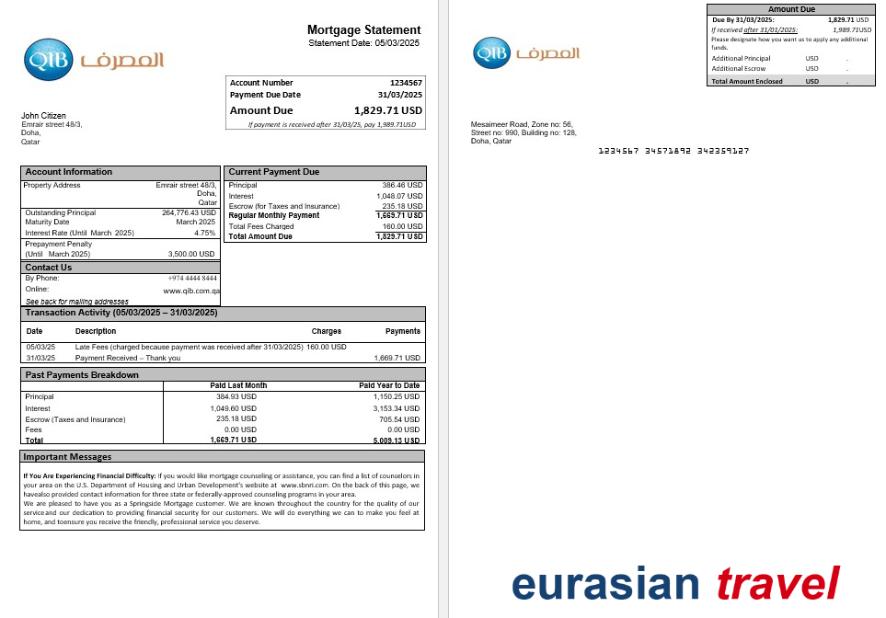 Mortgage Statement
Statement Date: 05/03/2025
QIB المصرف
Account Number 1234567
Payment Due Date 31/03/2025
Amount Due 1,829.71 USD
If payment is received after 31/03/25, pay 1,989.71USD
John Citizen
Emrair street 48/3,
Doha,
Qatar
Account Information
Property Address Emrair street 48/3,
Doha,
Qatar
Outstanding Principal 264,776.43 USD
Maturity Date March 2025
Interest Rate (Until March 2025) 4.75%
Prepayment Penalty
(Until March 2025) 3,500.00 USD
Contact Us
By Phone: +974 4444 8444
Online: www.qib.com.qa
See back for mailing addresses
Current Payment Due
Principal 386.46 USD
Interest 1,048.07 USD
Escrow (for Taxes and Insurance) 235.18 USD
Regular Monthly Payment 1,669.71 USD
Total Fees Charged 160.00 USD
Total Amount Due 1,829.71 USD
Transaction Activity (05/03/2025 – 31/03/2025)
Date Description Charges Payments
05/03/25 Late Fees (charged because payment was received after 31/03/2025) 160.00 USD
31/03/25 Payment Received – Thank you 1,669.71 USD
Past Payments Breakdown
Paid Last Month Paid Year to Date
Principal 384.93 USD 1,150.25 USD
Interest 1,049.60 USD 3,153.34 USD
Escrow (Taxes and Insurance) 235.18 USD 705.54 USD
Fees 0.00 USD 0.00 USD
Total 1,669.71 USD 5,009.13 USD
Important Messages
If You Are Experiencing Financial Difficulty: If you would like mortgage counseling or assistance, you can find a list of counselors in
your area on the U.S. Department of Housing and Urban Development's website at www.sbnri.com. On the back of this page, we
havealso provided contact information for three state or federally-approved counseling programs in your area.
We are pleased to have you as a Springside Mortgage customer. We are known throughout the country for the quality of our
serviceand our dedication to providing financial security for our customers. We will do everything we can to make you feel at
home, and toensure you receive the friendly, professional service you deserve.
Amount Due
Due By 31/03/2025: 1,829.71 USD
If received after 31/01/2025: 1,989.71USD
Please designate how you want us to apply any additional
funds.
Additional Principal USD -
Additional Escrow USD -
Total Amount Enclosed USD -
QIB المصرف
Mesaimeer Road, Zone no: 56,
Street no: 990, Building no: 128,
Doha, Qatar
1234567 34571892 342359127
eurasian travel